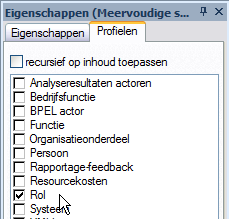 Eigenschappen (Meervoudige s...
Eigenschappen Profielen
recursief op inhoud toepassen
Analyseresultaten actoren
Bedrijfsfunctie
BPEL actor
Functie
Organisatieonderdeel
Persoon
Rapportage-feedback
Resourcekosten
Rol
Systeem